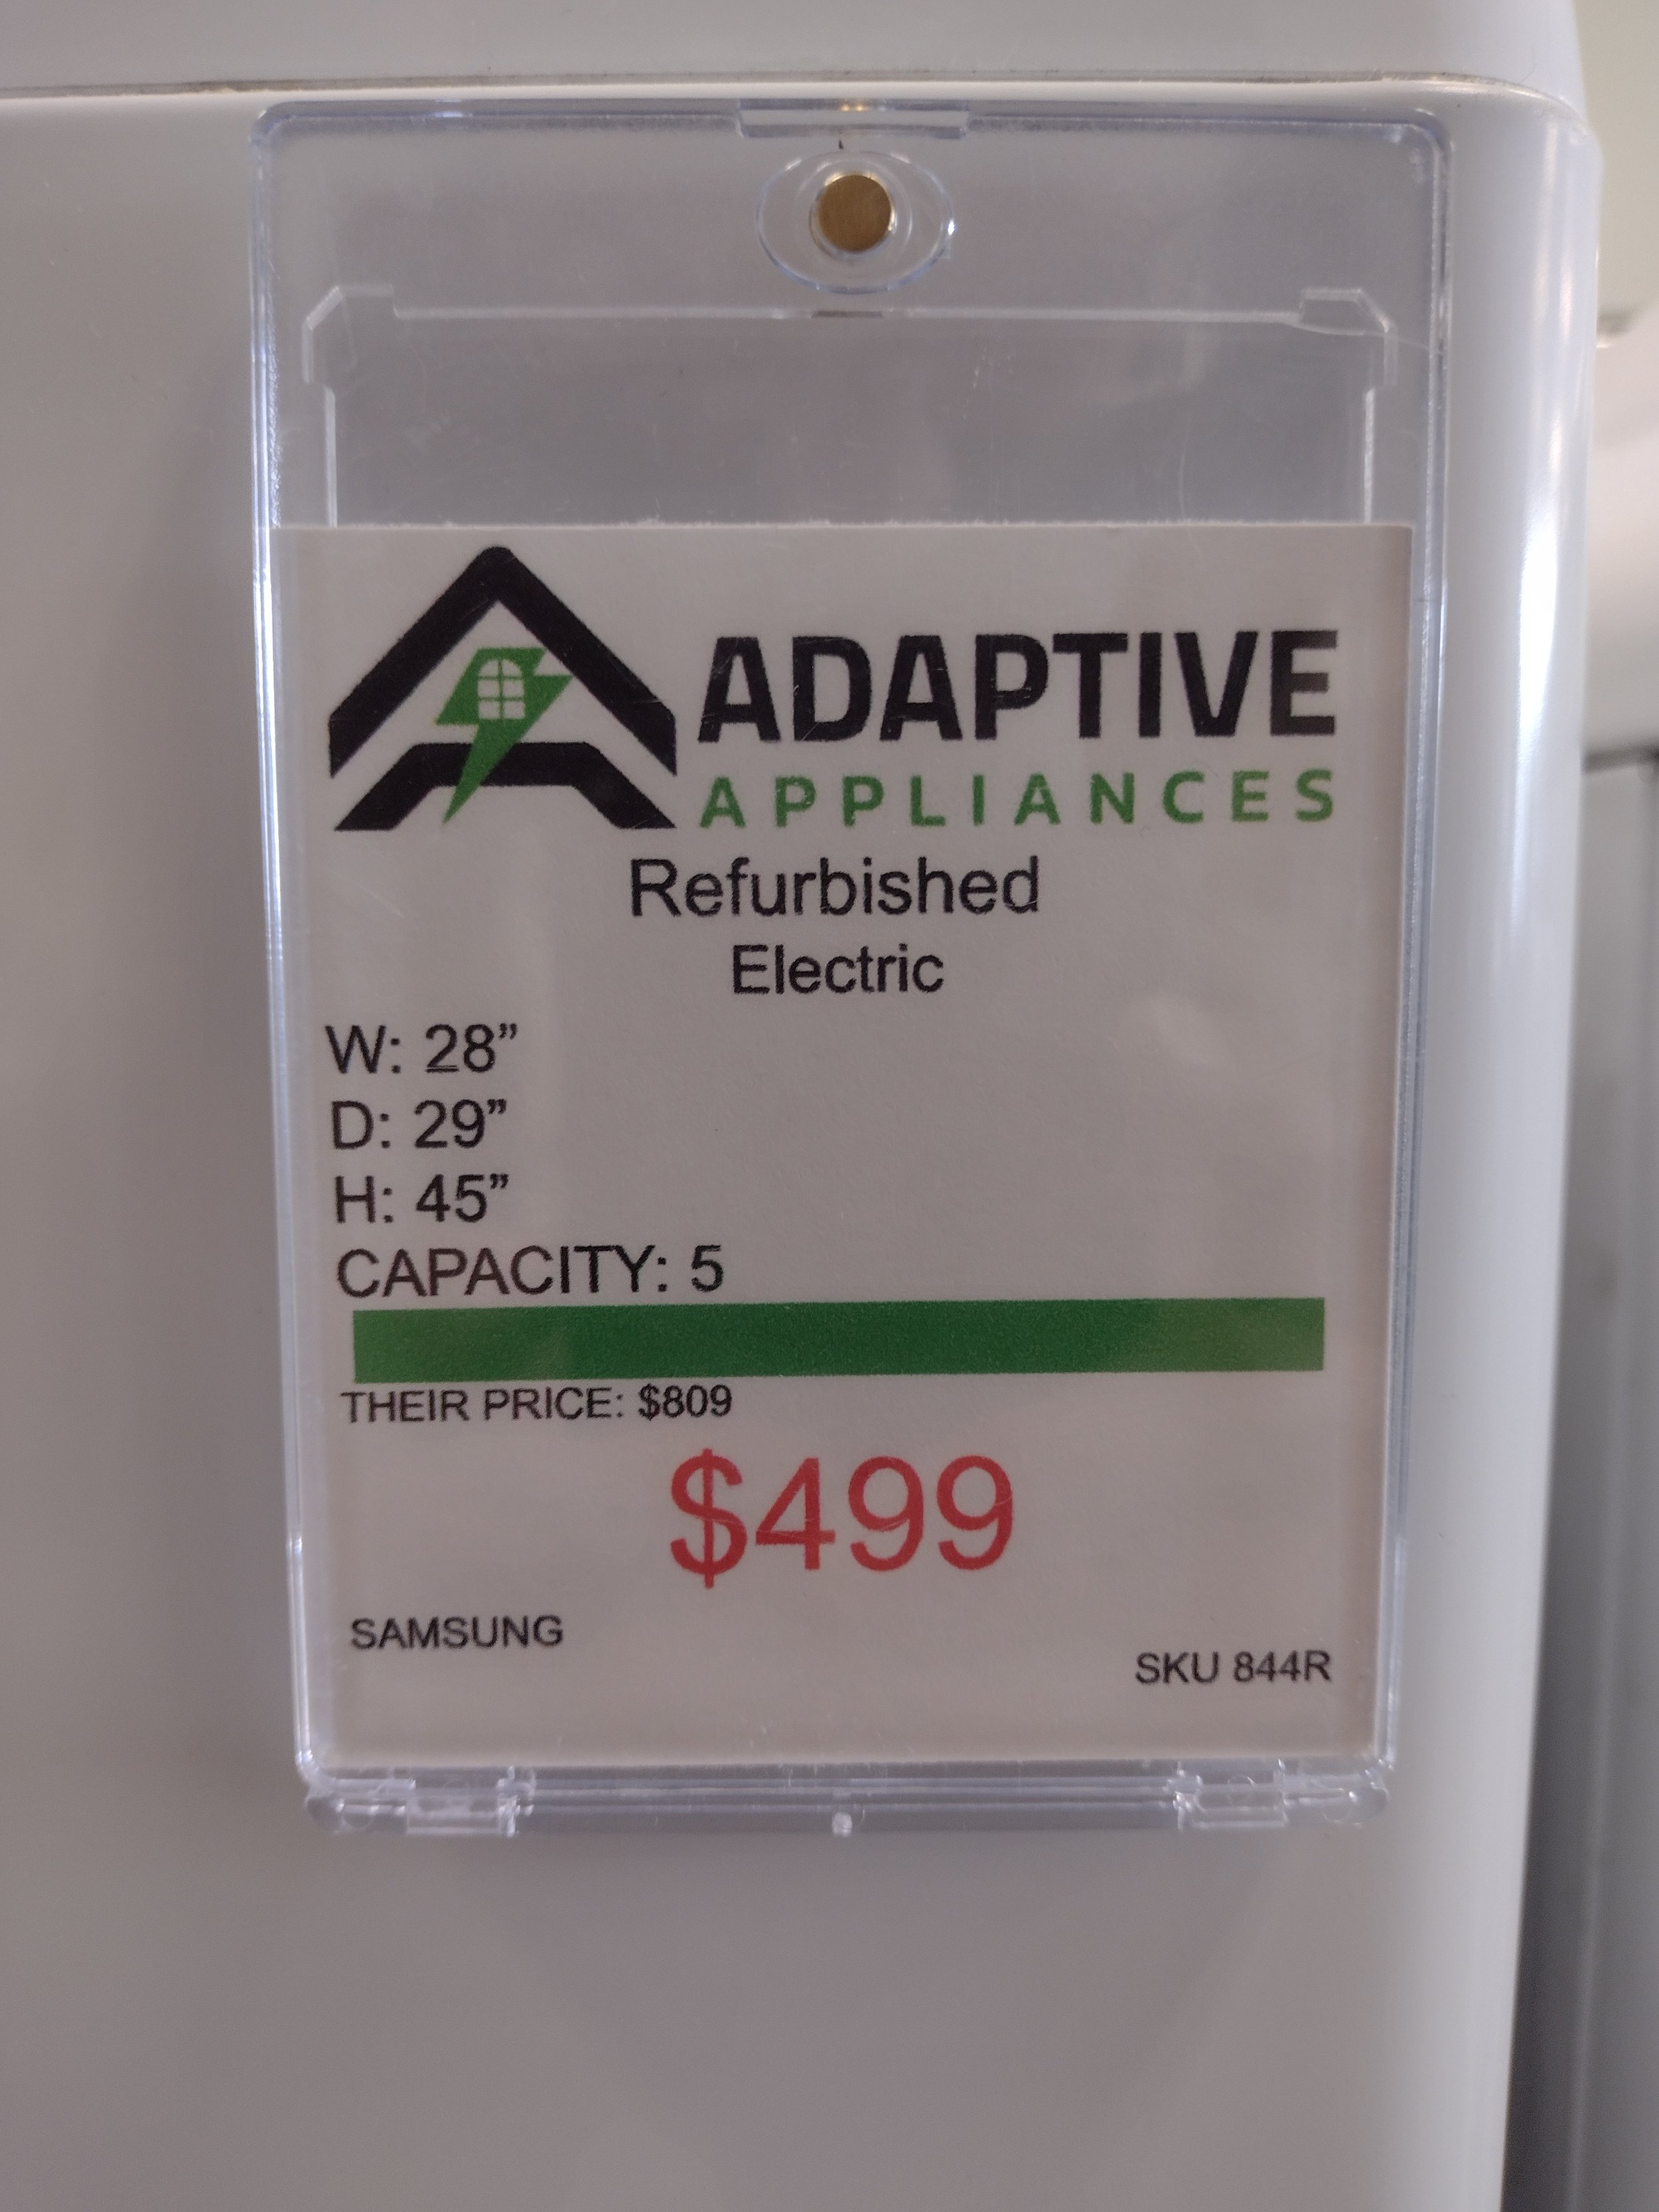 ADAPTIVE
APPLIANCES
Refurbished
Electric
W: 28”
D: 29”
H: 45”
CAPACITY: 5
THEIR PRICE: $809
$499
SAMSUNG
SKU 844R